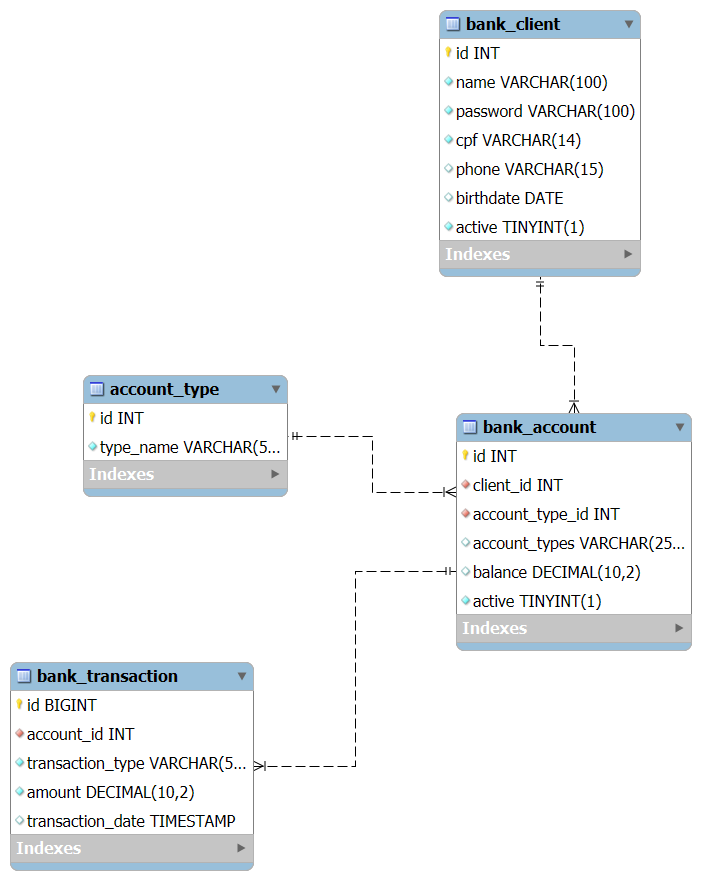 bank_client
id INT
name VARCHAR(100)
password VARCHAR(100)
cpf VARCHAR(14)
phone VARCHAR(15)
birthdate DATE
active TINYINT(1)
Indexes
account_type
id INT
type_name VARCHAR(5...
Indexes
bank_account
id INT
client_id INT
account_type_id INT
account_types VARCHAR(25...
balance DECIMAL(10,2)
active TINYINT(1)
Indexes
bank_transaction
id BIGINT
account_id INT
transaction_type VARCHAR(5...
amount DECIMAL(10,2)
transaction_date TIMESTAMP
Indexes